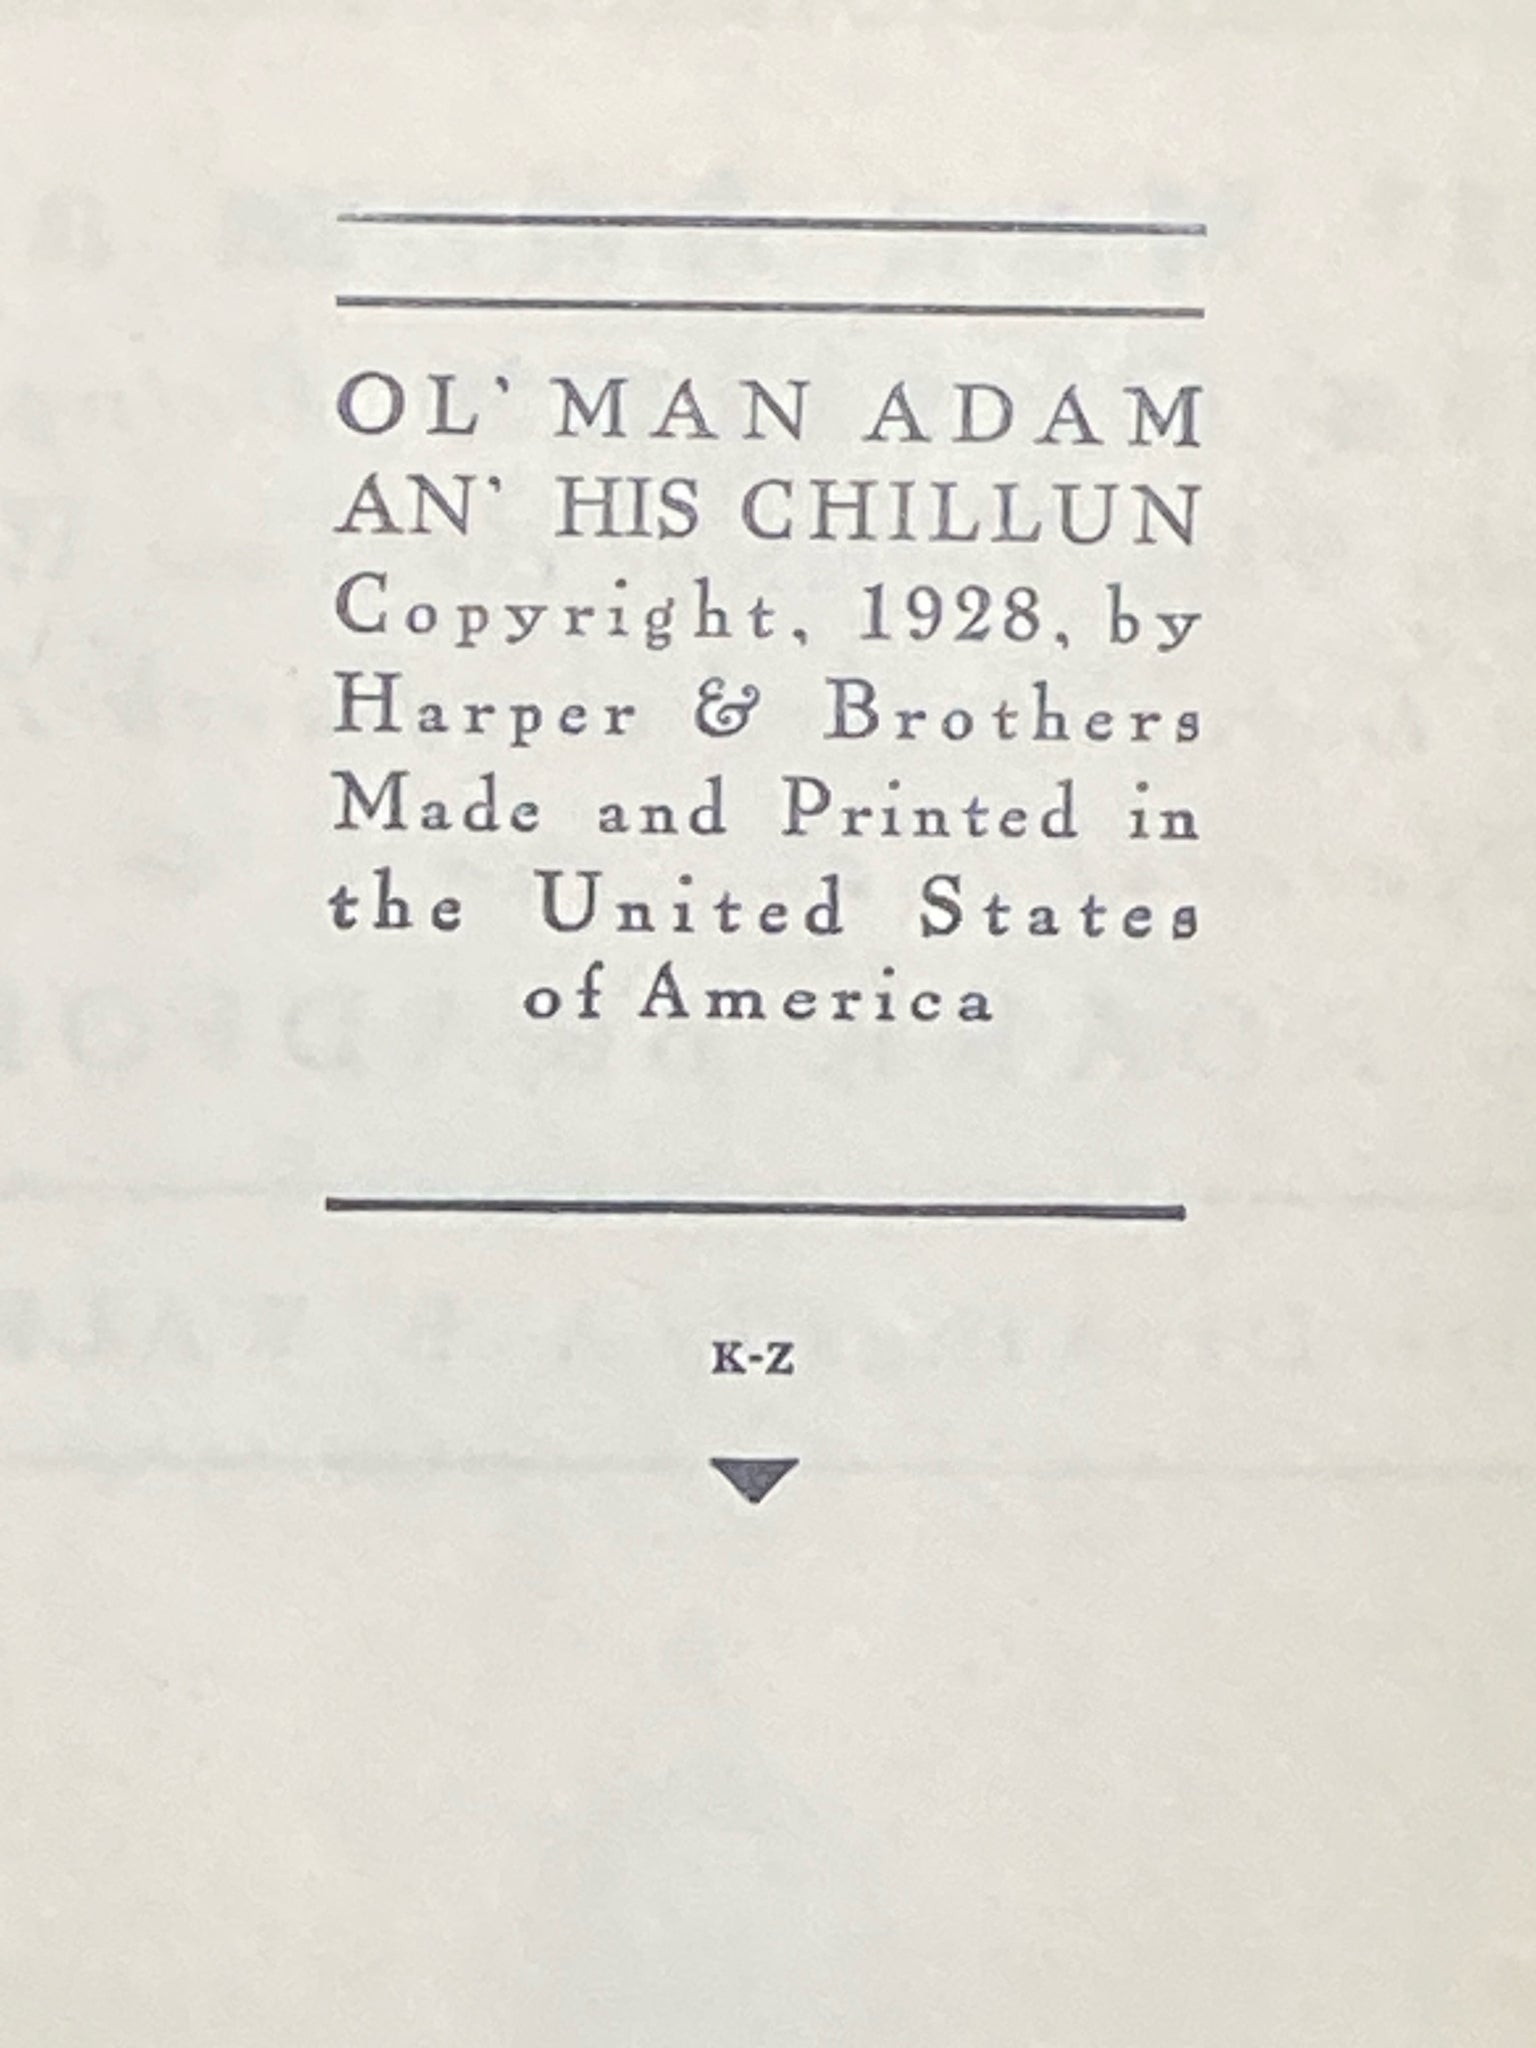 OL' MAN ADAM
AN' HIS CHILLUN
Copyright, 1928, by
Harper & Brothers
Made and Printed in
the United States
of America
K-Z